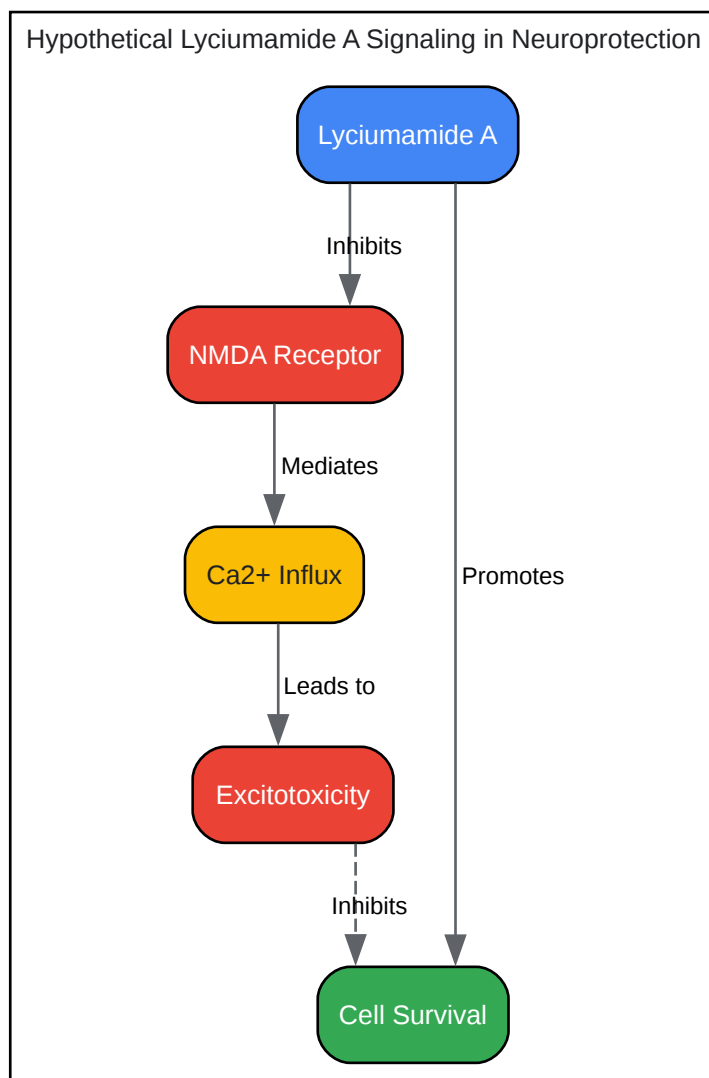 Hypothetical Lyciumamide A Signaling in Neuroprotection
Lyciumamide A
Inhibits
NMDA Receptor
Mediates
Ca2+ Influx
Promotes
Leads to
Excitotoxicity
Inhibits
Cell Survival